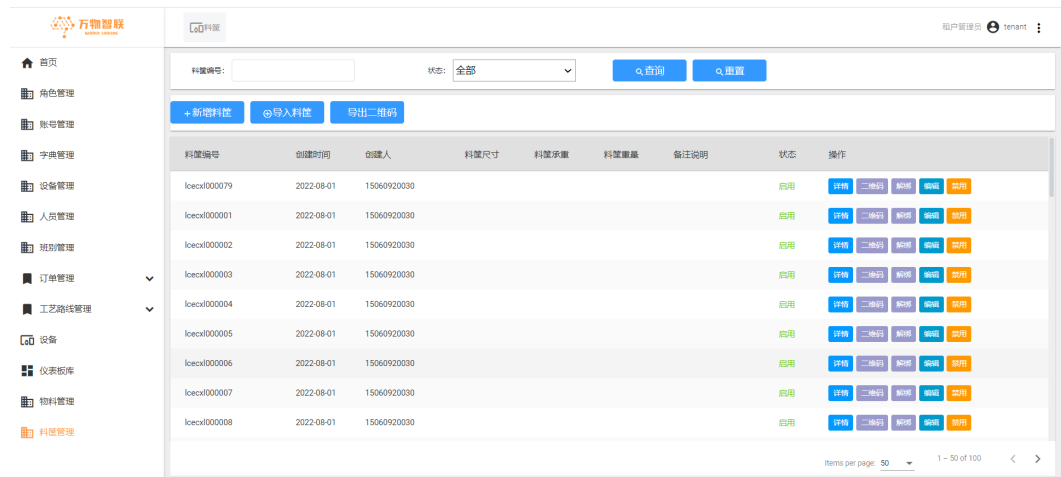 万物智联
料筐
租户管理员 tenant
首页
角色管理
账号管理
字典管理
设备管理
人员管理
班别管理
订单管理
工艺路线管理
设备
仪表板库
物料管理
料筐管理
料筐编号:
状态: 全部
查询
重置
+新增料筐
导入料筐
导出二维码
料筐编号 创建时间 创建人 料筐尺寸 料筐承重 料筐重量 备注说明 状态 操作
lcecxl000079 2022-08-01 15060920030 启用 详情 二维码 解绑 编辑 禁用
lcecxl000001 2022-08-01 15060920030 启用 详情 二维码 解绑 编辑 禁用
lcecxl000002 2022-08-01 15060920030 启用 详情 二维码 解绑 编辑 禁用
lcecxl000003 2022-08-01 15060920030 启用 详情 二维码 解绑 编辑 禁用
lcecxl000004 2022-08-01 15060920030 启用 详情 二维码 解绑 编辑 禁用
lcecxl000005 2022-08-01 15060920030 启用 详情 二维码 解绑 编辑 禁用
lcecxl000006 2022-08-01 15060920030 启用 详情 二维码 解绑 编辑 禁用
lcecxl000007 2022-08-01 15060920030 启用 详情 二维码 解绑 编辑 禁用
lcecxl000008 2022-08-01 15060920030 启用 详情 二维码 解绑 编辑 禁用
Items per page: 50 1 – 50 of 100